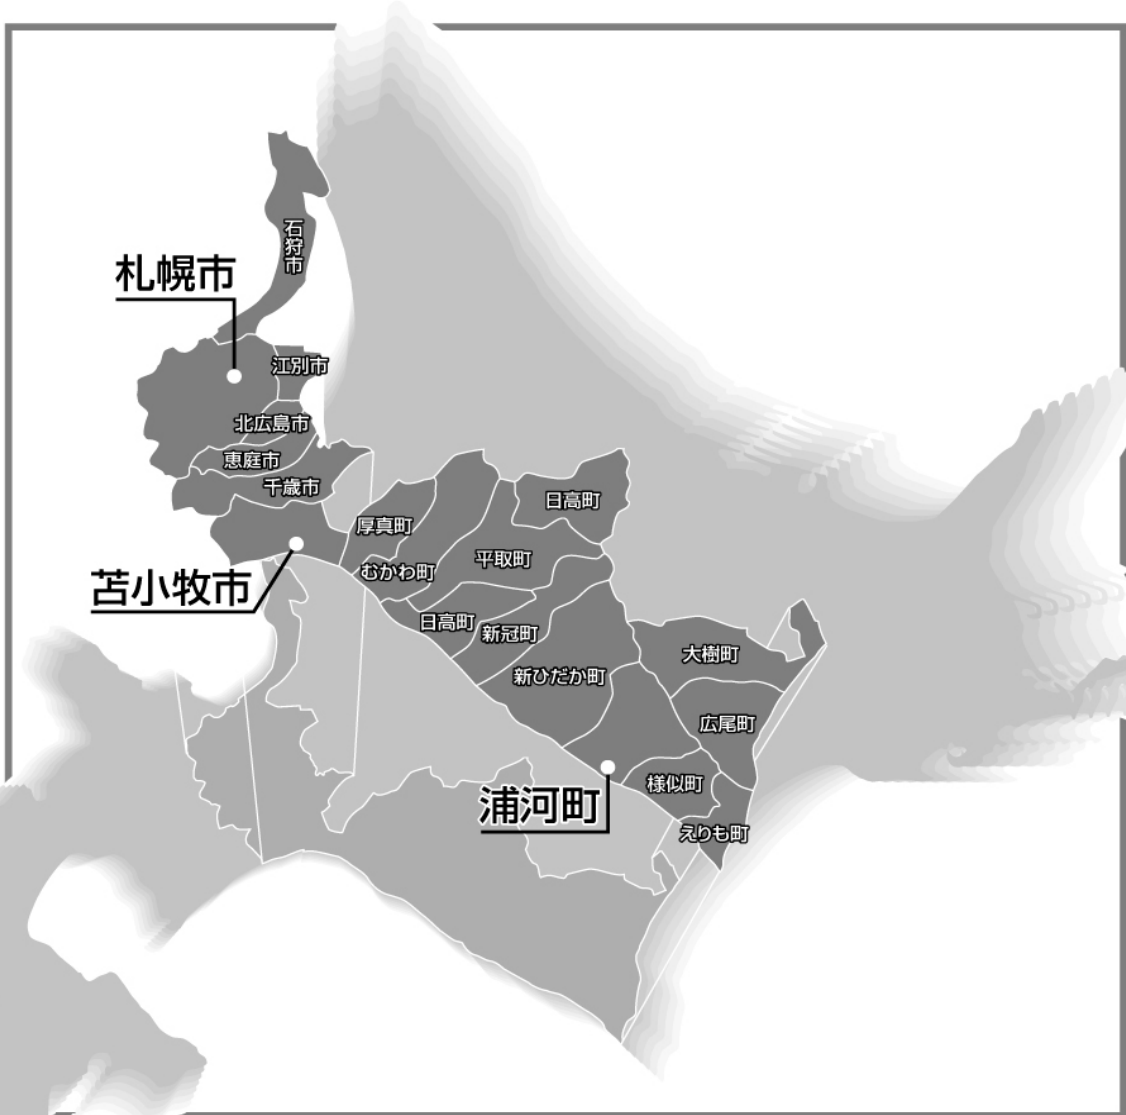 石狩市
札幌市
江別市
北広島市
恵庭市
千歳市
日高町
厚真町
平取町
むかわ町
苫小牧市
日高町
新冠町
大樹町
新ひだか町
広尾町
様似町
浦河町
えりも町